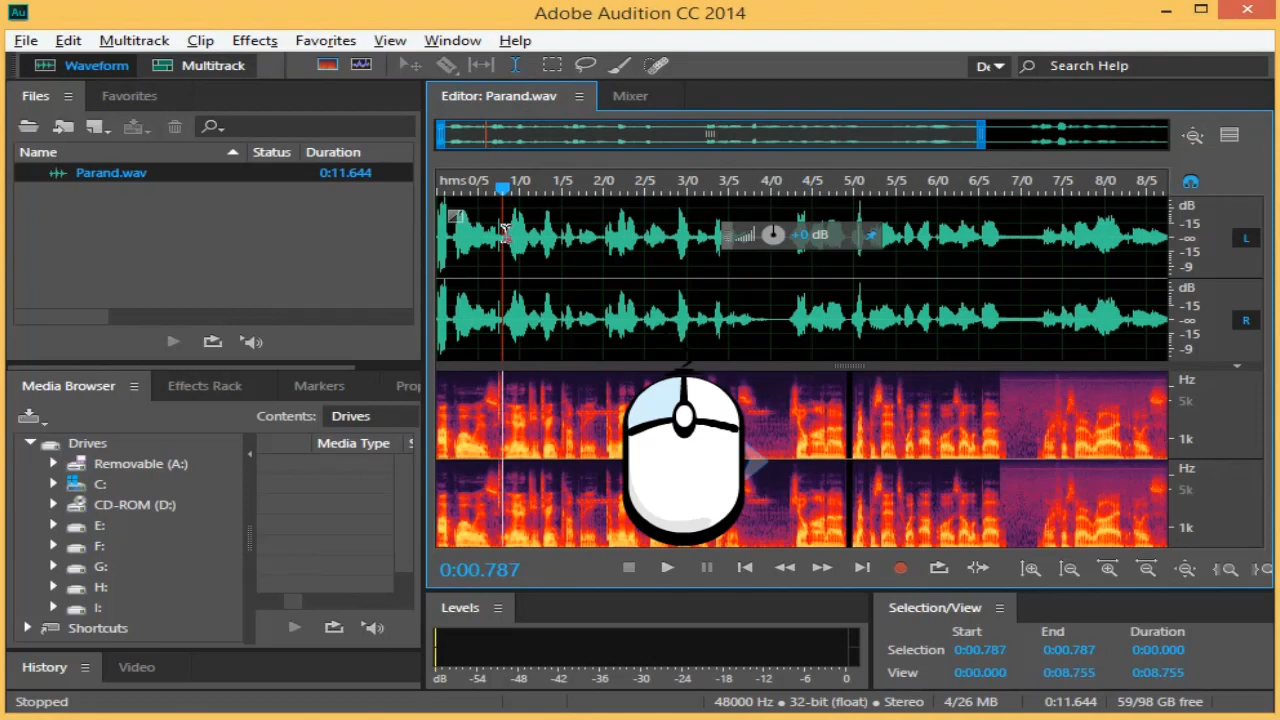 Au Adobe Audition CC 2014
File Edit Multitrack Clip Effects Favorites View Window Help
Waveform Multitrack De Search Help
Files Favorites
Name Status Duration
Parand.wav 0:11.644
Media Browser Effects Rack Markers Pro
Contents: Drives
Drives Media Type S
Removable (A:)
C:
CD-ROM (D:)
E:
F:
G:
H:
I:
Shortcuts
History Video
Editor: Parand.wav Mixer
hms 0/5 1/0 1/5 2/0 2/5 3/0 3/5 4/0 4/5 5/0 5/5 6/0 6/5 7/0 7/5 8/0 8/5
dB
-15
-∞
-15
-9
L
+0 dB
dB
-15
-∞
-15
-9
R
Hz
5k
1k
Hz
5k
1k
0:00.787
Levels
dB -54 -48 -42 -36 -30 -24 -18 -12 -6 0
Selection/View
Start End Duration
Selection 0:00.787 0:00.787 0:00.000
View 0:00.000 0:08.755 0:08.755
Stopped 48000 Hz ● 32-bit (float) ● Stereo 4/26 MB 0:11.644 59/98 GB free